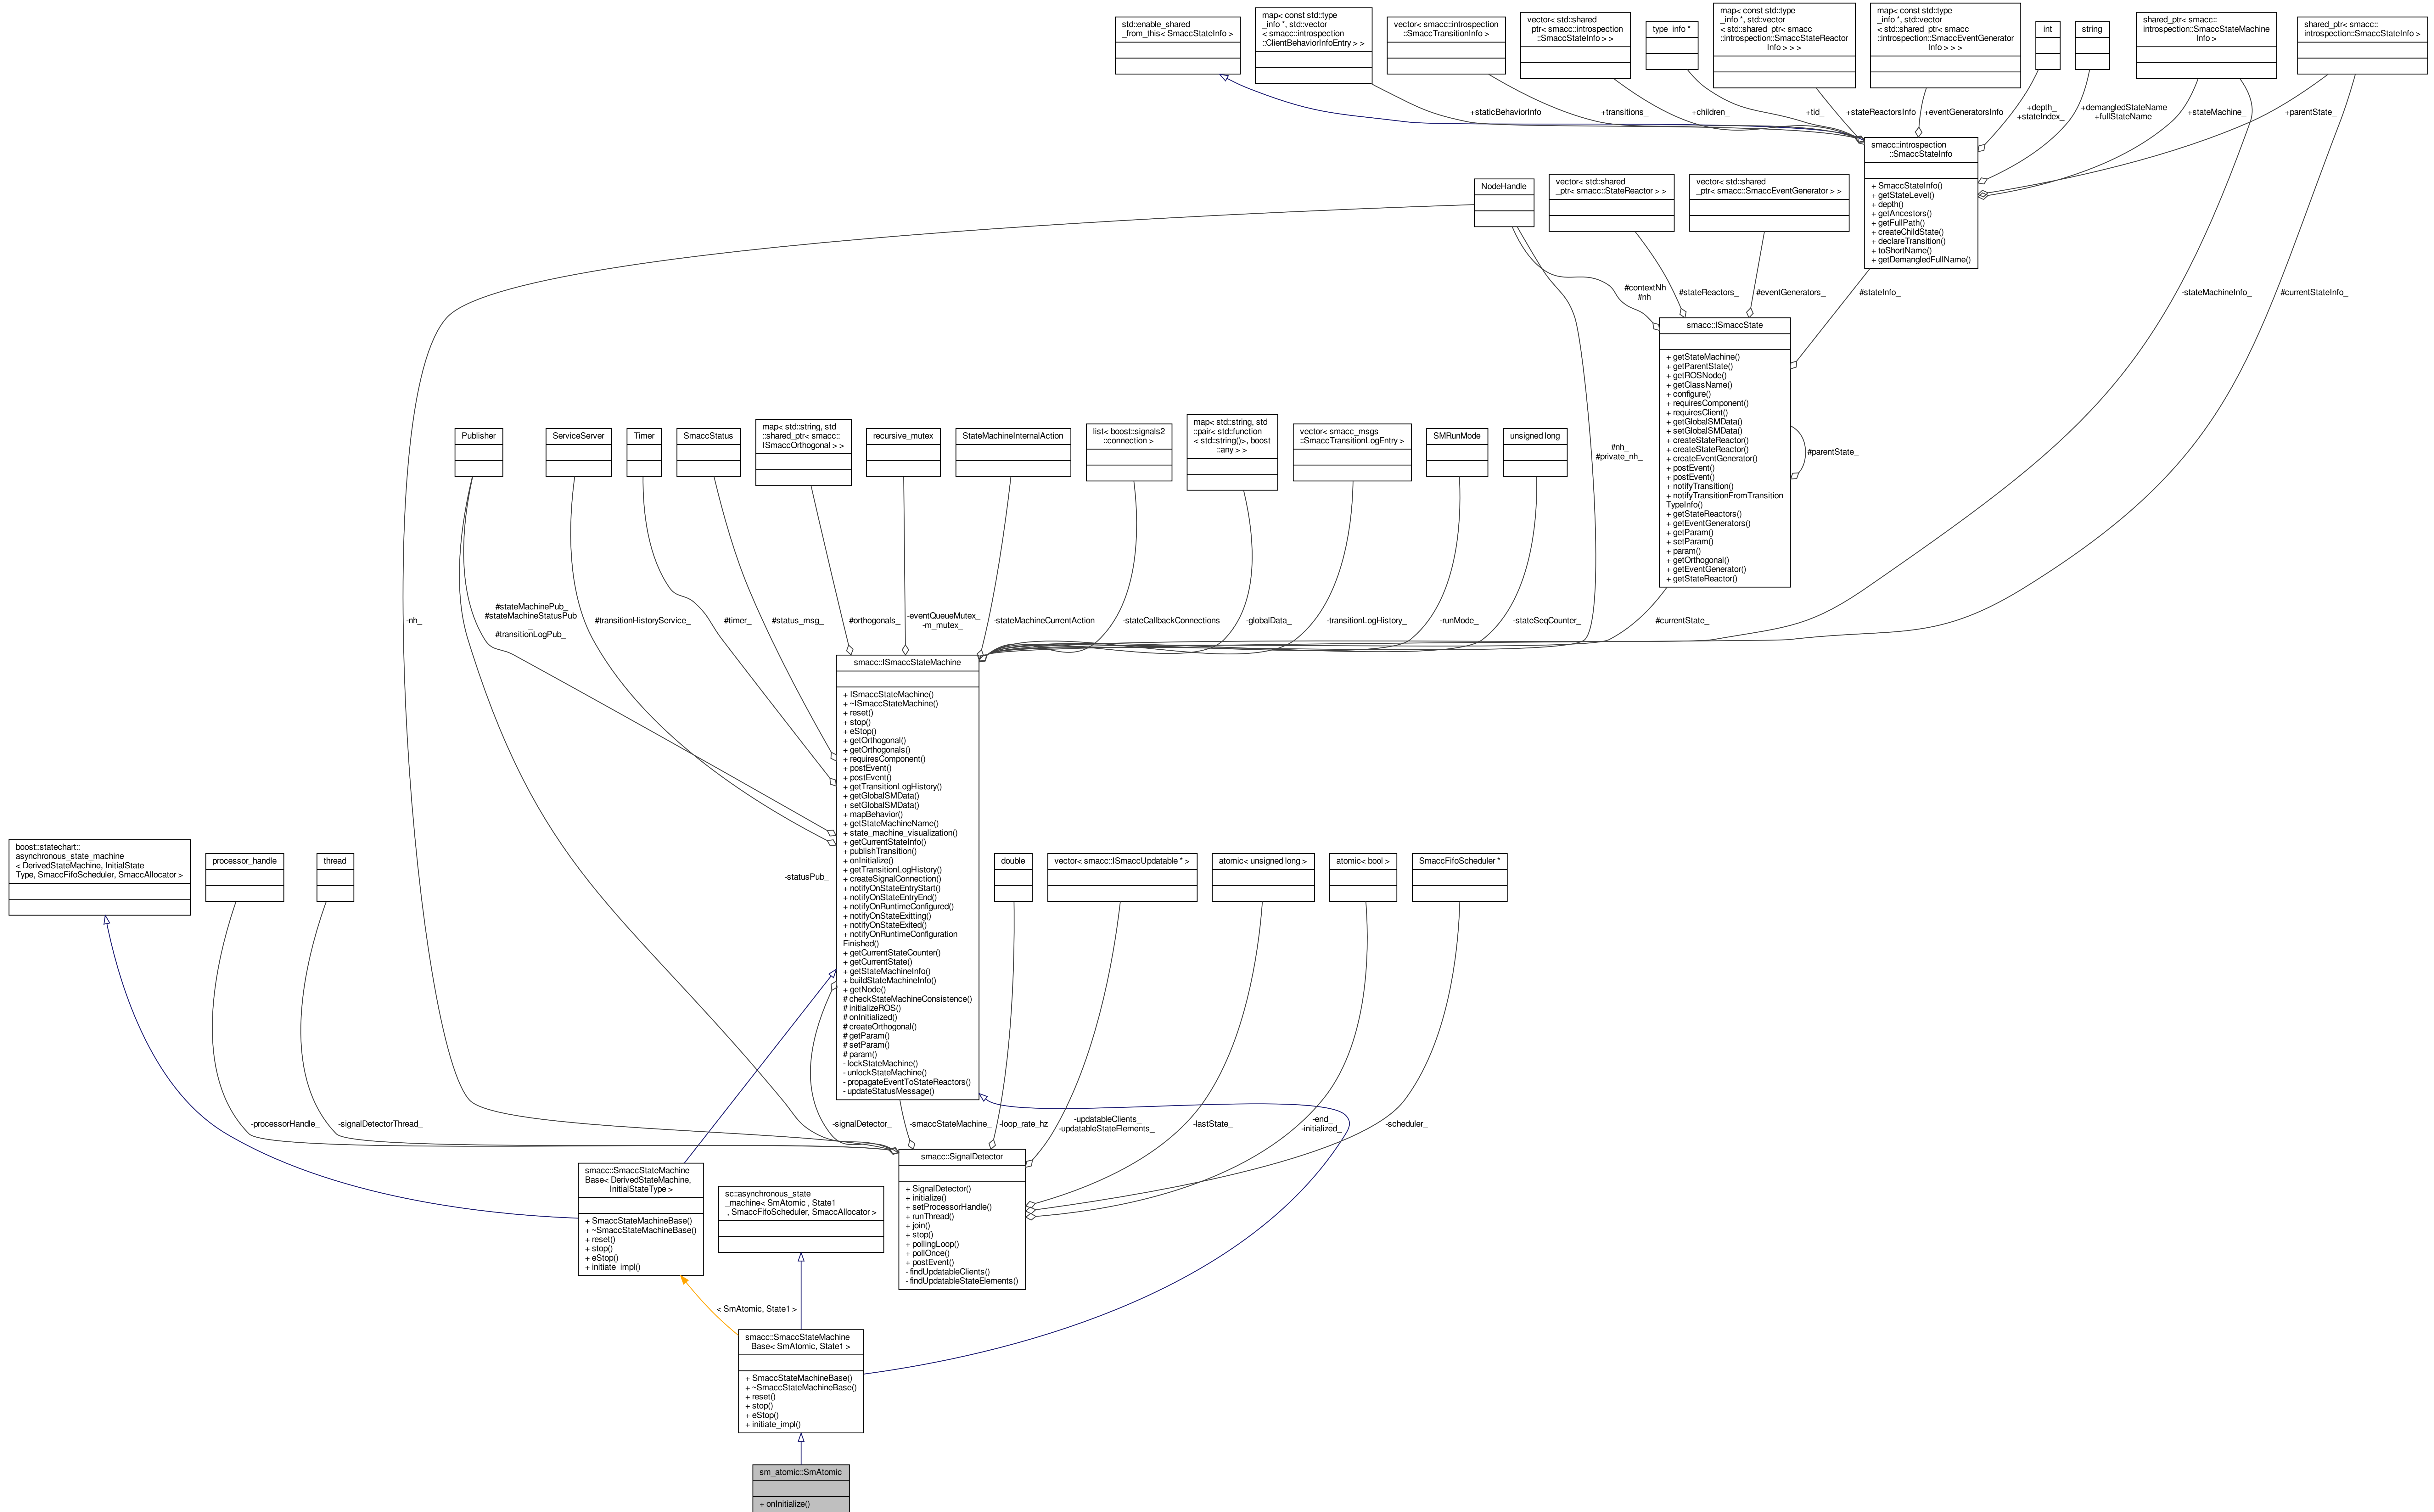 std::enable_shared
_from_this< SmaccStateInfo >
map< const std::type
_info *, std::vector
< smacc::introspection
::ClientBehaviorInfoEntry > >
vector< smacc::introspection
::SmaccTransitionInfo >
vector< std::shared
_ptr< smacc::introspection
::SmaccStateInfo > >
type_info *
map< const std::type
_info *, std::vector
< std::shared_ptr< smacc
::introspection::SmaccStateReactor
Info > > >
map< const std::type
_info *, std::vector
< std::shared_ptr< smacc
::introspection::SmaccEventGenerator
Info > > >
int
string
shared_ptr< smacc::
introspection::SmaccStateMachine
Info >
shared_ptr< smacc::
introspection::SmaccStateInfo >
+staticBehaviorInfo
+transitions_
+children_
+tid_
+stateReactorsInfo
+eventGeneratorsInfo
+depth_
+stateIndex_
+demangledStateName
+fullStateName
+stateMachine_
+parentState_
smacc::introspection
::SmaccStateInfo
+ SmaccStateInfo()
+ getStateLevel()
+ depth()
+ getAncestors()
+ getFullPath()
+ createChildState()
+ declareTransition()
+ toShortName()
+ getDemangledFullName()
NodeHandle
vector< std::shared
_ptr< smacc::StateReactor > >
vector< std::shared
_ptr< smacc::SmaccEventGenerator > >
#contextNh
#nh
#stateReactors_
#eventGenerators_
#stateInfo_
-stateMachineInfo_
#currentStateInfo_
smacc::ISmaccState
+ getStateMachine()
+ getParentState()
+ getROSNode()
+ getClassName()
+ configure()
+ requiresComponent()
+ requiresClient()
+ getGlobalSMData()
+ setGlobalSMData()
+ createStateReactor()
+ createStateReactor()
+ createEventGenerator()
+ postEvent()
+ postEvent()
+ notifyTransition()
+ notifyTransitionFromTransition
TypeInfo()
+ getStateReactors()
+ getEventGenerators()
+ getParam()
+ setParam()
+ param()
+ getOrthogonal()
+ getEventGenerator()
+ getStateReactor()
#parentState_
Publisher
ServiceServer
Timer
SmaccStatus
map< std::string, std
::shared_ptr< smacc::
ISmaccOrthogonal > >
recursive_mutex
StateMachineInternalAction
list< boost::signals2
::connection >
map< std::string, std
::pair< std::function
< std::string()>, boost
::any > >
vector< smacc_msgs
::SmaccTransitionLogEntry >
SMRunMode
unsigned long
#nh_
#private_nh_
-nh_
#stateMachinePub_
#stateMachineStatusPub
_
#transitionLogPub_
#transitionHistoryService_
#timer_
#status_msg_
#orthogonals_
-eventQueueMutex_
-m_mutex_
-stateMachineCurrentAction
-stateCallbackConnections
-globalData_
-transitionLogHistory_
-runMode_
-stateSeqCounter_
#currentState_
smacc::ISmaccStateMachine
+ ISmaccStateMachine()
+ ~ISmaccStateMachine()
+ reset()
+ stop()
+ eStop()
+ getOrthogonal()
+ getOrthogonals()
+ requiresComponent()
+ postEvent()
+ postEvent()
+ getTransitionLogHistory()
+ getGlobalSMData()
+ setGlobalSMData()
+ mapBehavior()
+ getStateMachineName()
+ state_machine_visualization()
+ getCurrentStateInfo()
+ publishTransition()
+ onInitialize()
+ getTransitionLogHistory()
+ createSignalConnection()
+ notifyOnStateEntryStart()
+ notifyOnStateEntryEnd()
+ notifyOnRuntimeConfigured()
+ notifyOnStateExitting()
+ notifyOnStateExited()
+ notifyOnRuntimeConfiguration
Finished()
+ getCurrentStateCounter()
+ getCurrentState()
+ getStateMachineInfo()
+ buildStateMachineInfo()
+ getNode()
# checkStateMachineConsistence()
# initializeROS()
# onInitialized()
# createOrthogonal()
# getParam()
# setParam()
# param()
- lockStateMachine()
- unlockStateMachine()
- propagateEventToStateReactors()
- updateStatusMessage()
boost::statechart::
asynchronous_state_machine
< DerivedStateMachine, InitialState
Type, SmaccFifoScheduler, SmaccAllocator >
processor_handle
thread
-statusPub_
double
vector< smacc::ISmaccUpdatable * >
atomic< unsigned long >
atomic< bool >
SmaccFifoScheduler *
-processorHandle_
-signalDetectorThread_
-signalDetector_
-smaccStateMachine_
-loop_rate_hz
-updatableClients_
-updatableStateElements_
-lastState_
-end_
-initialized_
-scheduler_
smacc::SmaccStateMachine
Base< DerivedStateMachine,
InitialStateType >
+ SmaccStateMachineBase()
+ ~SmaccStateMachineBase()
+ reset()
+ stop()
+ eStop()
+ initiate_impl()
sc::asynchronous_state
_machine< SmAtomic , State1
, SmaccFifoScheduler, SmaccAllocator >
smacc::SignalDetector
+ SignalDetector()
+ initialize()
+ setProcessorHandle()
+ runThread()
+ join()
+ stop()
+ pollingLoop()
+ pollOnce()
+ postEvent()
- findUpdatableClients()
- findUpdatableStateElements()
< SmAtomic, State1 >
smacc::SmaccStateMachine
Base< SmAtomic, State1 >
+ SmaccStateMachineBase()
+ ~SmaccStateMachineBase()
+ reset()
+ stop()
+ eStop()
+ initiate_impl()
sm_atomic::SmAtomic
+ onInitialize()